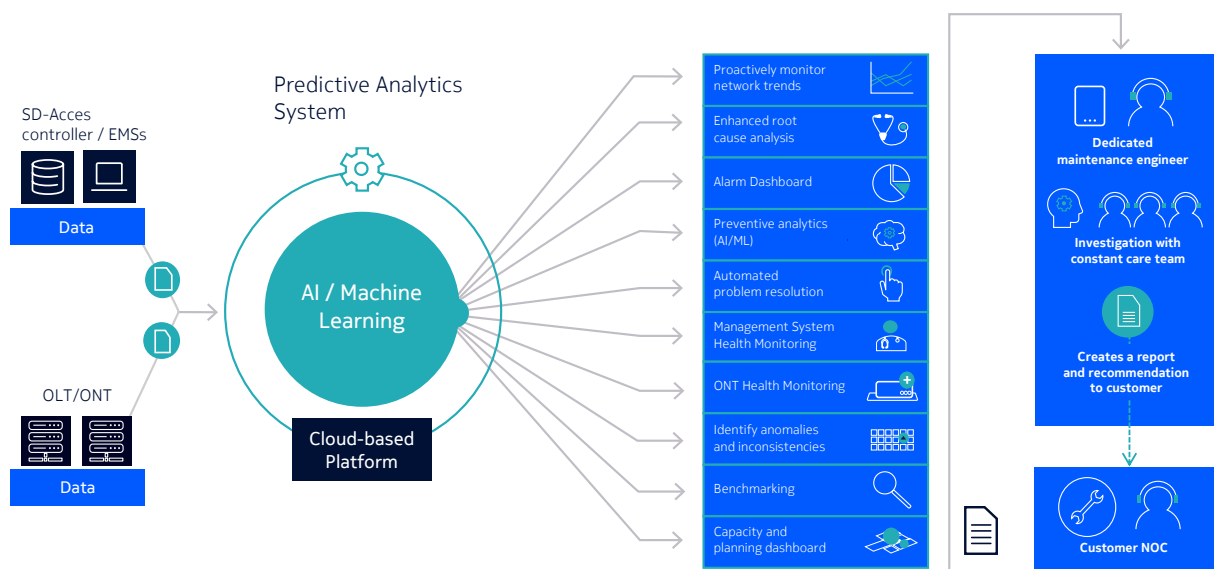 Predictive Analytics
System
SD-Acces
controller / EMSs
Data
OLT/ONT
Data
AI / Machine
Learning
Cloud-based
Platform
Proactively monitor
network trends
Enhanced root
cause analysis
Alarm Dashboard
Preventive analytics
(AI/ML)
Automated
problem resolution
Management System
Health Monitoring
ONT Health Monitoring
Identify anomalies
and inconsistencies
Benchmarking
Capacity and
planning dashboard
Dedicated
maintenance engineer
Investigation with
constant care team
Creates a report
and recommendation
to customer
Customer NOC